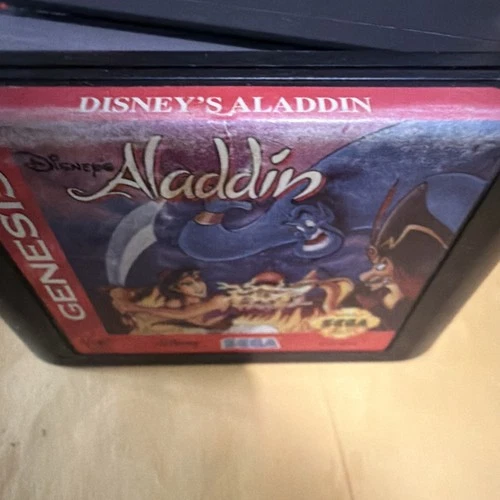 DISNEY'S ALADDIN
DISNEY'S
Aladdin
GENESIS
SEGA
SEGA